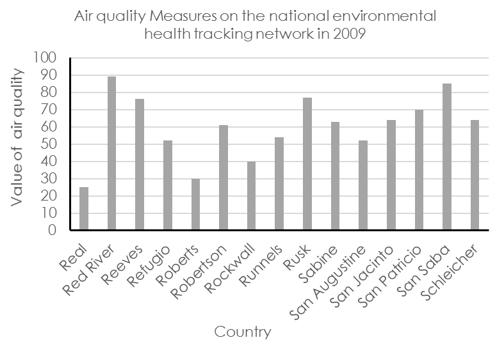 Air quality Measures on the national environmental
health tracking network in 2009
Value of air quality
100
90
80
70
60
50
40
30
20
10
0
Real
Red River
Reeves
Refugio
Roberts
Robertson
Rockwall
Runnels
Rusk
Sabine
San Augustine
San Jacinto
San Patricio
San Saba
Schleicher
Country